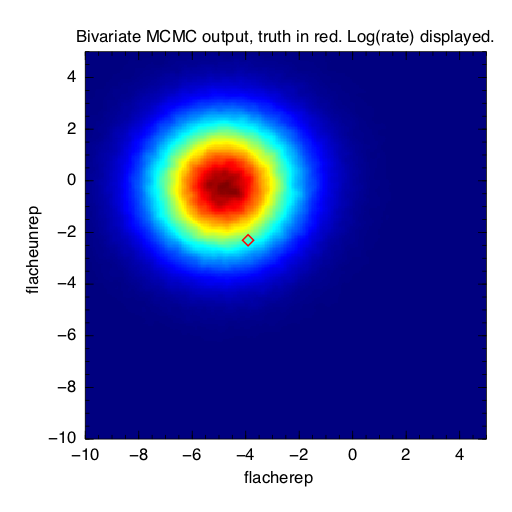 Bivariate MCMC output, truth in red. Log(rate) displayed.
4
2
0
−2
−4
−6
−8
−10
flacheunrep
−10 −8 −6 −4 −2 0 2 4
flacherep